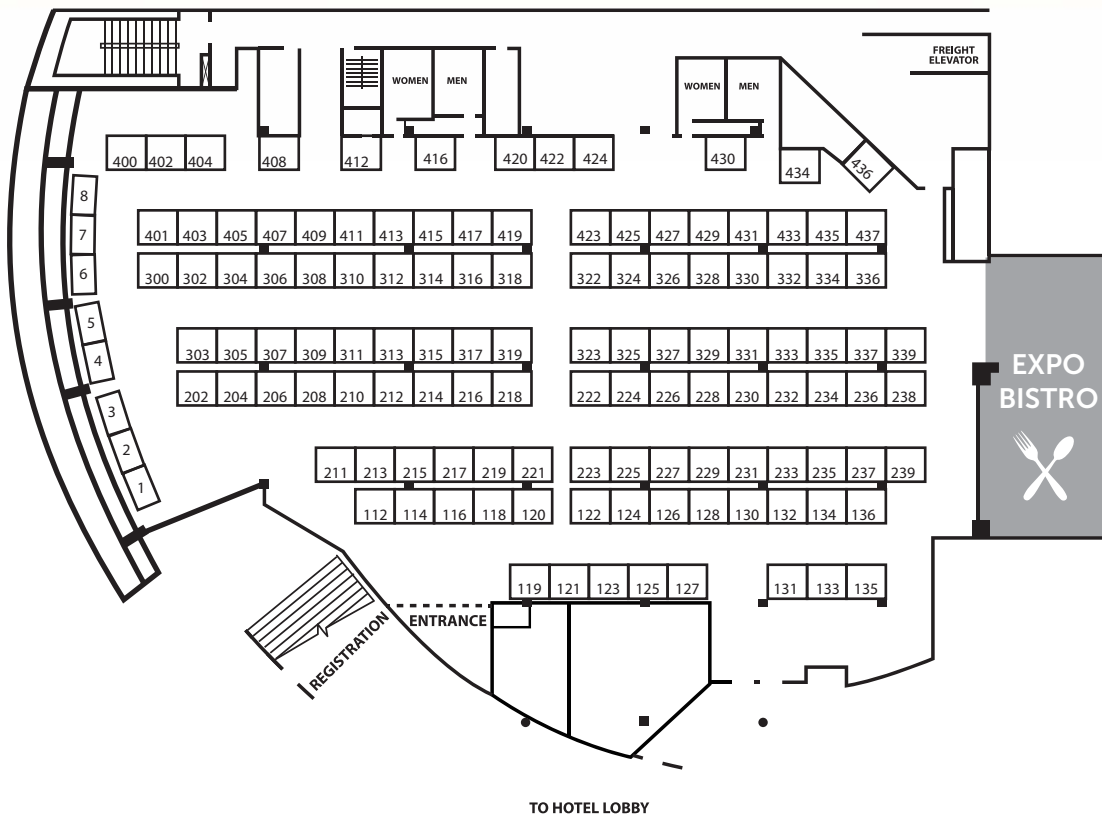 FREIGHT
ELEVATOR
WOMEN MEN
WOMEN MEN
400 402 404 408 412 416 420 422 424 430 434 436
8
7
6
5
4
3
2
1
401 403 405 407 409 411 413 415 417 419 423 425 427 429 431 433 435 437
300 302 304 306 308 310 312 314 316 318 322 324 326 328 330 332 334 336
303 305 307 309 311 313 315 317 319 323 325 327 329 331 333 335 337 339
202 204 206 208 210 212 214 216 218 222 224 226 228 230 232 234 236 238
EXPO
BISTRO
211 213 215 217 219 221 223 225 227 229 231 233 235 237 239
112 114 116 118 120 122 124 126 128 130 132 134 136
119 121 123 125 127 131 133 135
ENTRANCE
REGISTRATION
TO HOTEL LOBBY